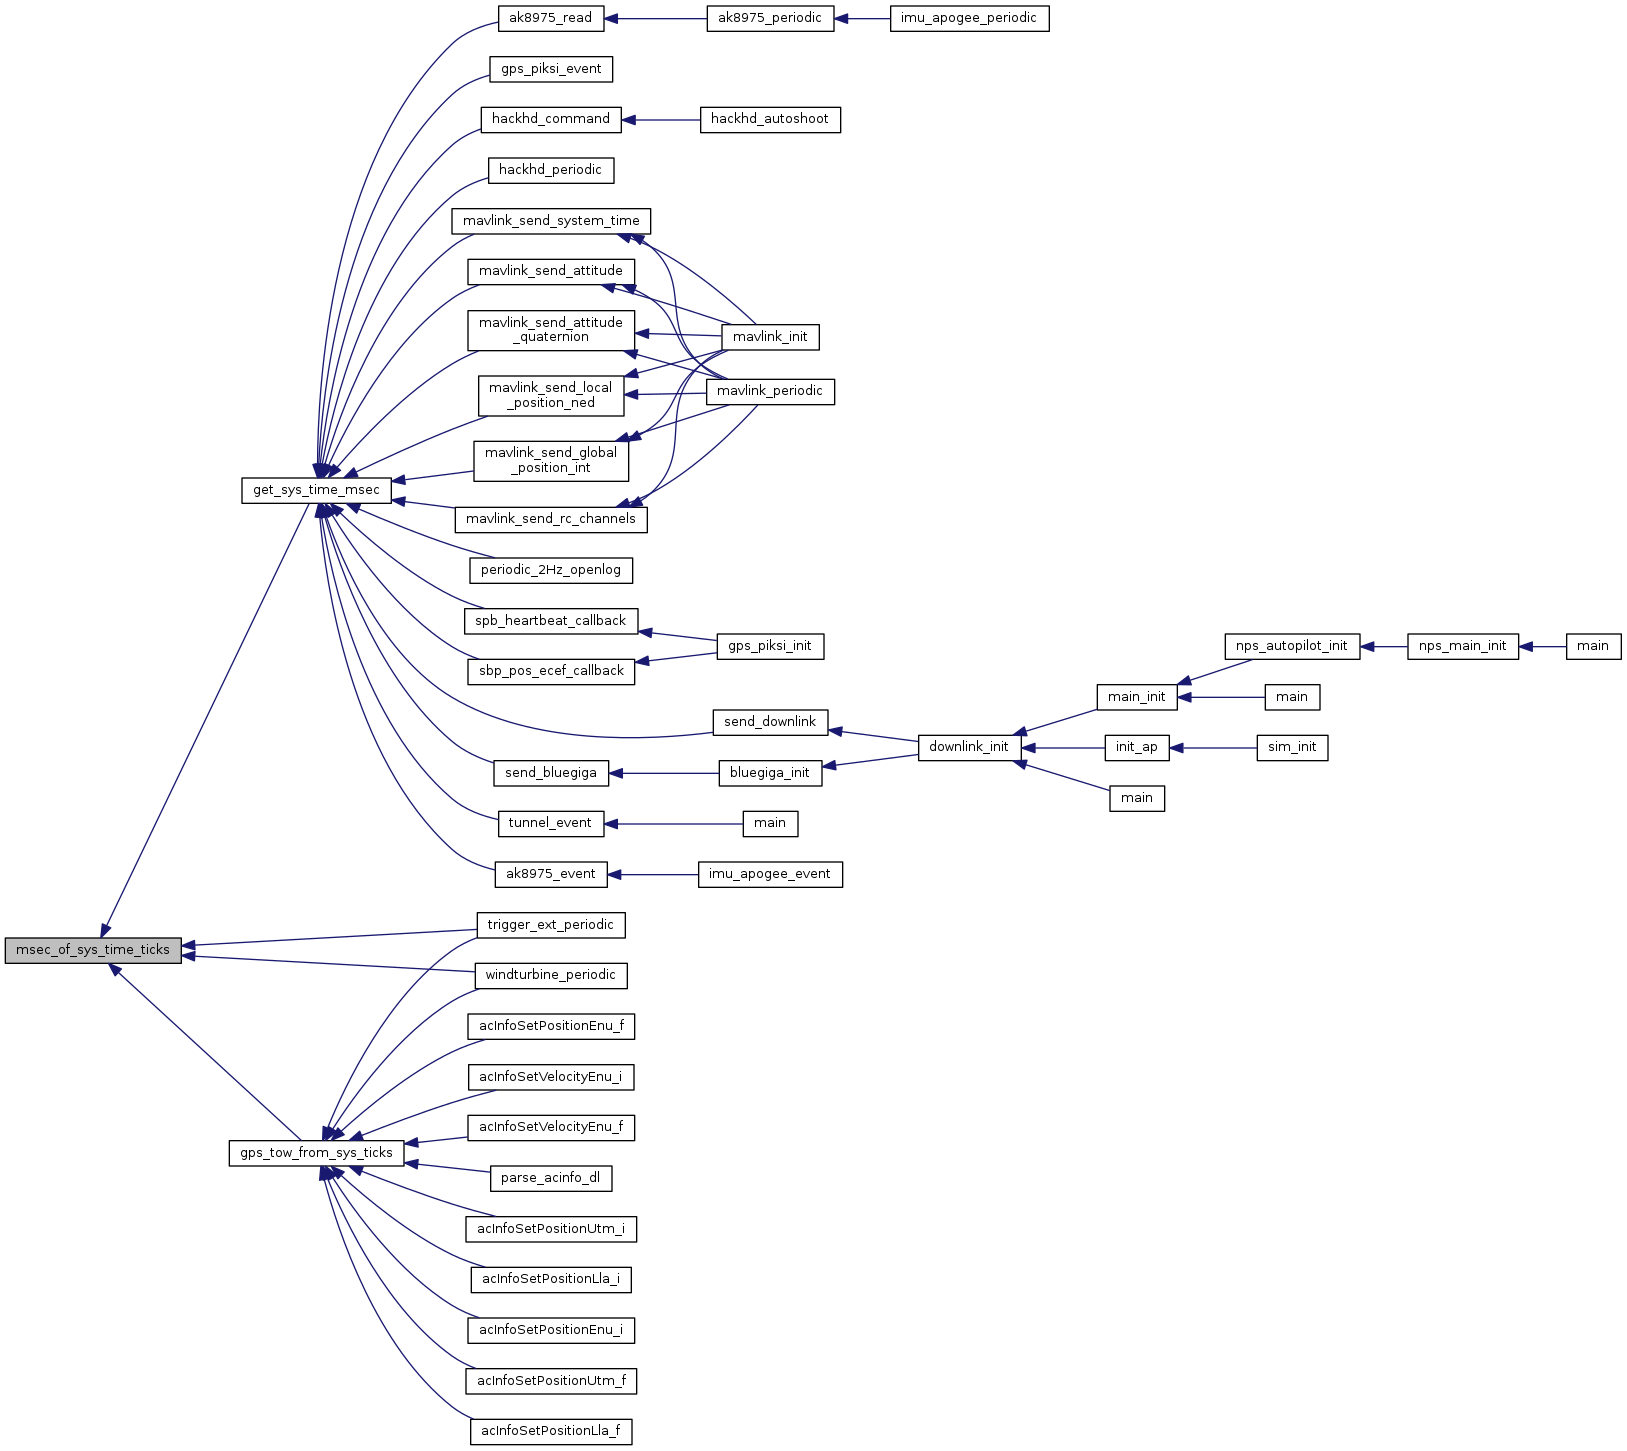 ak8975_read
ak8975_periodic
imu_apogee_periodic
gps_piksi_event
hackhd_command
hackhd_autoshoot
hackhd_periodic
mavlink_send_system_time
mavlink_send_attitude
mavlink_send_attitude
_quaternion
mavlink_init
mavlink_send_local
_position_ned
mavlink_periodic
mavlink_send_global
_position_int
get_sys_time_msec
mavlink_send_rc_channels
periodic_2Hz_openlog
spb_heartbeat_callback
gps_piksi_init
sbp_pos_ecef_callback
nps_autopilot_init
nps_main_init
main
main_init
main
send_downlink
downlink_init
init_ap
sim_init
send_bluegiga
bluegiga_init
main
tunnel_event
main
ak8975_event
imu_apogee_event
trigger_ext_periodic
msec_of_sys_time_ticks
windturbine_periodic
acInfoSetPositionEnu_f
acInfoSetVelocityEnu_i
acInfoSetVelocityEnu_f
gps_tow_from_sys_ticks
parse_acinfo_dl
acInfoSetPositionUtm_i
acInfoSetPositionLla_i
acInfoSetPositionEnu_i
acInfoSetPositionUtm_f
acInfoSetPositionLla_f